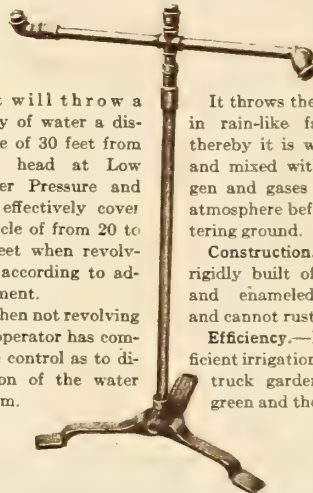 t will throw a
y of water a dis-
e of 30 feet from
head at Low
er Pressure and
effectively cover
cle of from 20 to
eet when revolv-
according to ad-
ment.
hen not revolving
operator has com-
e control as to di-
on of the water
m.
It throws the
in rain-like fa
thereby it is w
and mixed wit
gen and gases
atmosphere bef
tering ground.
Construction.
rigidly built of
and enameled
and cannot rust
Efficiency.—
ficient irrigation
truck garden
green and the